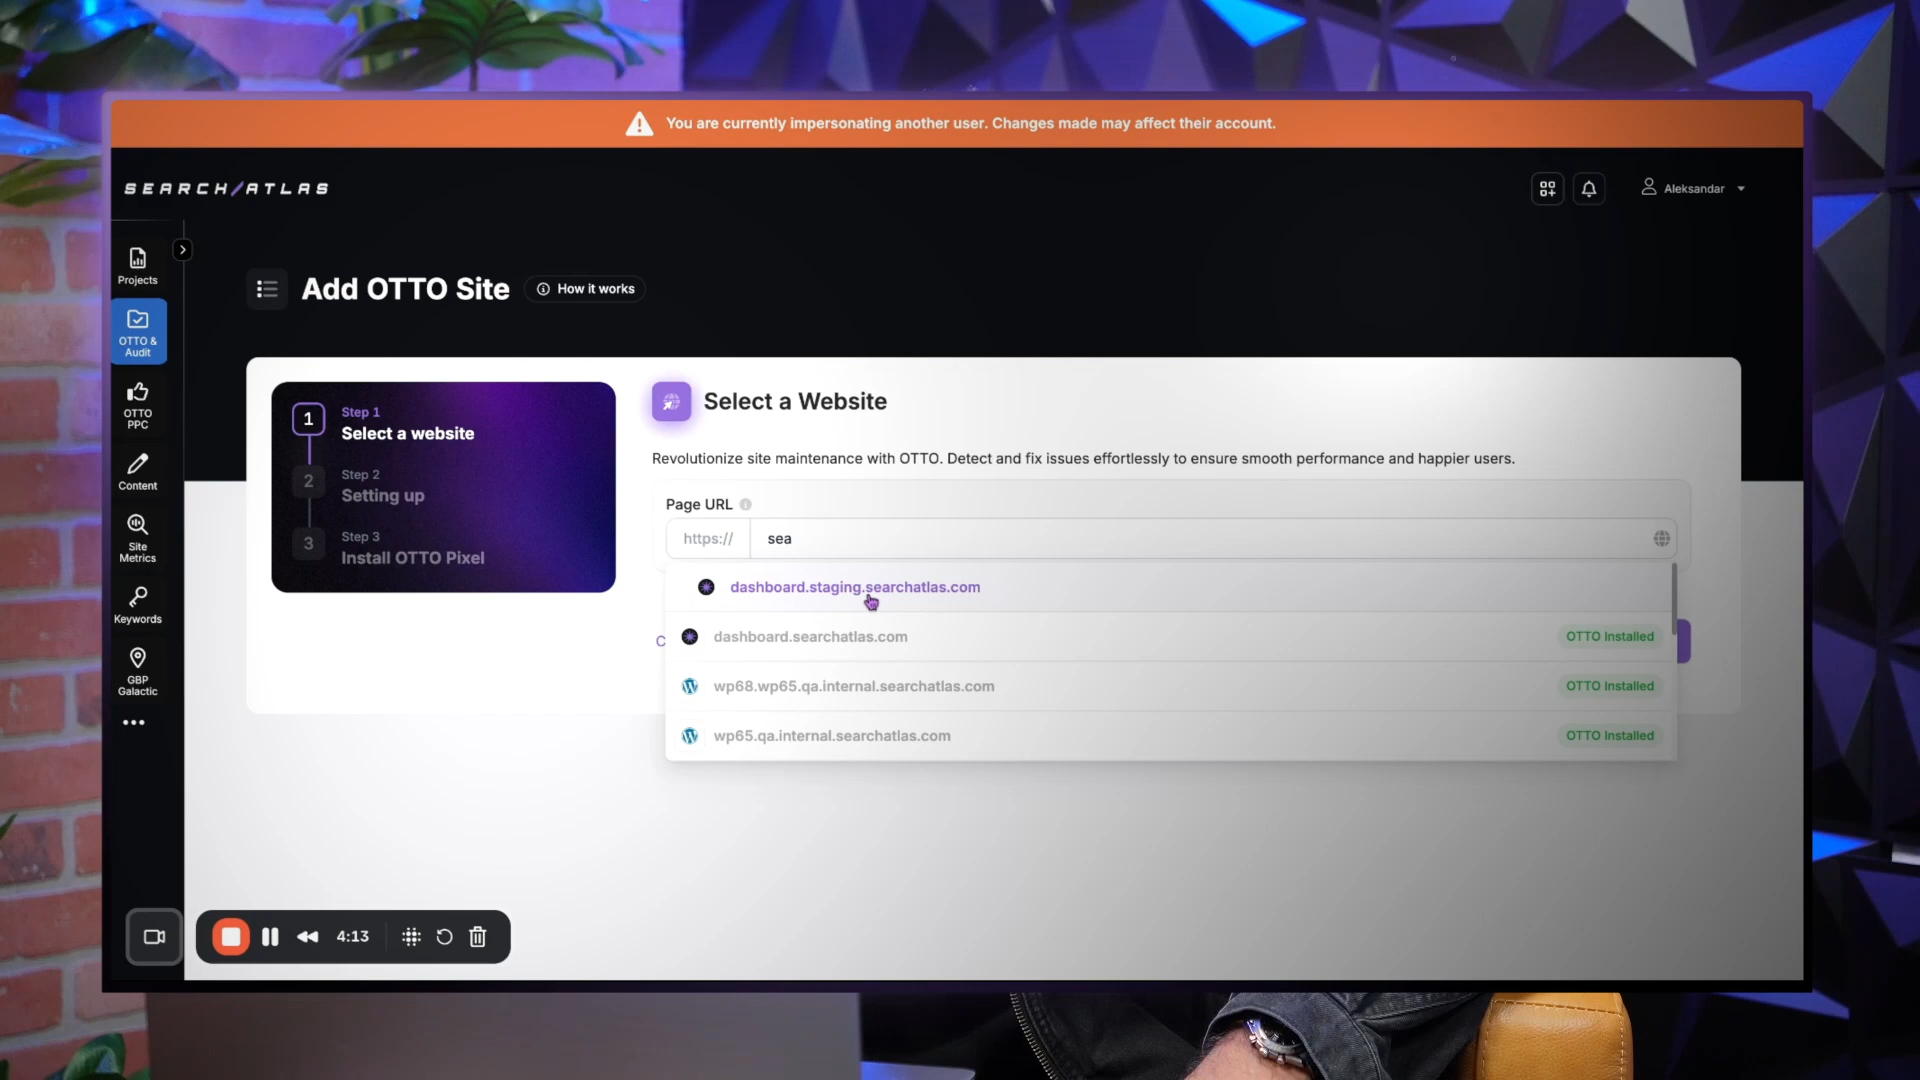 You are currently impersonating another user. Changes made may affect their account.
SEARCH/ATLAS
Aleksandar
Projects
OTTO &
Audit
OTTO
PPC
Content
Site
Metrics
Keywords
GBP
Galactic
Add OTTO Site
How it works
1
Step 1
Select a website
2
Step 2
Setting up
3
Step 3
Install OTTO Pixel
Select a Website
Revolutionize site maintenance with OTTO. Detect and fix issues effortlessly to ensure smooth performance and happier users.
Page URL
https:// sea
dashboard.staging.searchatlas.com
C
dashboard.searchatlas.com OTTO Installed
wp68.wp65.qa.internal.searchatlas.com OTTO Installed
wp65.qa.internal.searchatlas.com OTTO Installed
4:13